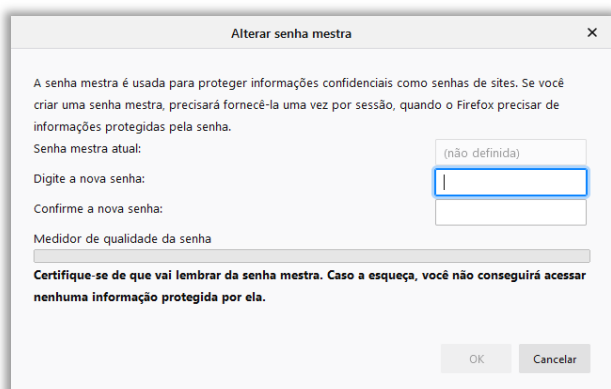 Alterar senha mestra
A senha mestra é usada para proteger informações confidenciais como senhas de sites. Se você
criar uma senha mestra, precisará fornecê-la uma vez por sessão, quando o Firefox precisar de
informações protegidas pela senha.
Senha mestra atual:
(não definida)
Digite a nova senha:
Confirme a nova senha:
Medidor de qualidade da senha
Certifique-se de que vai lembrar da senha mestra. Caso a esqueça, você não conseguirá acessar
nenhuma informação protegida por ela.
OK
Cancelar